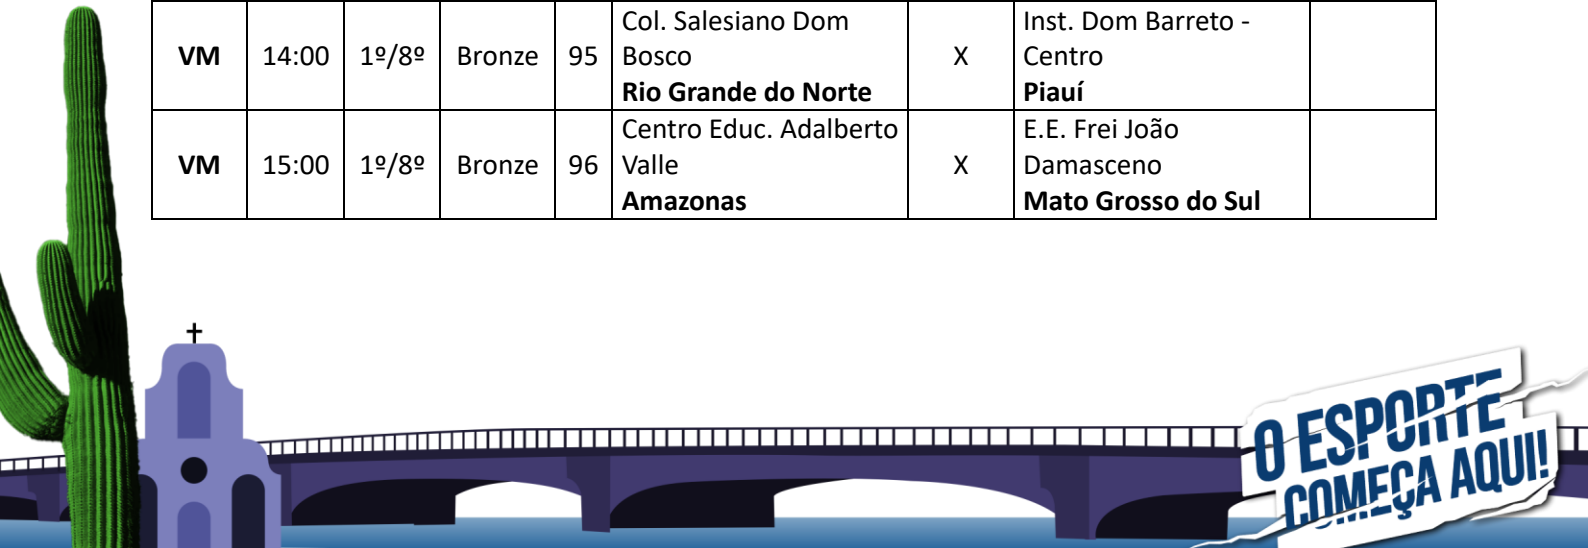 VM 14:00 1º/8º Bronze 95 Col. Salesiano Dom Bosco Rio Grande do Norte X Inst. Dom Barreto - Centro Piauí
VM 15:00 1º/8º Bronze 96 Centro Educ. Adalberto Valle Amazonas X E.E. Frei João Damasceno Mato Grosso do Sul
O ESPORTE
COMEÇA AQUI!